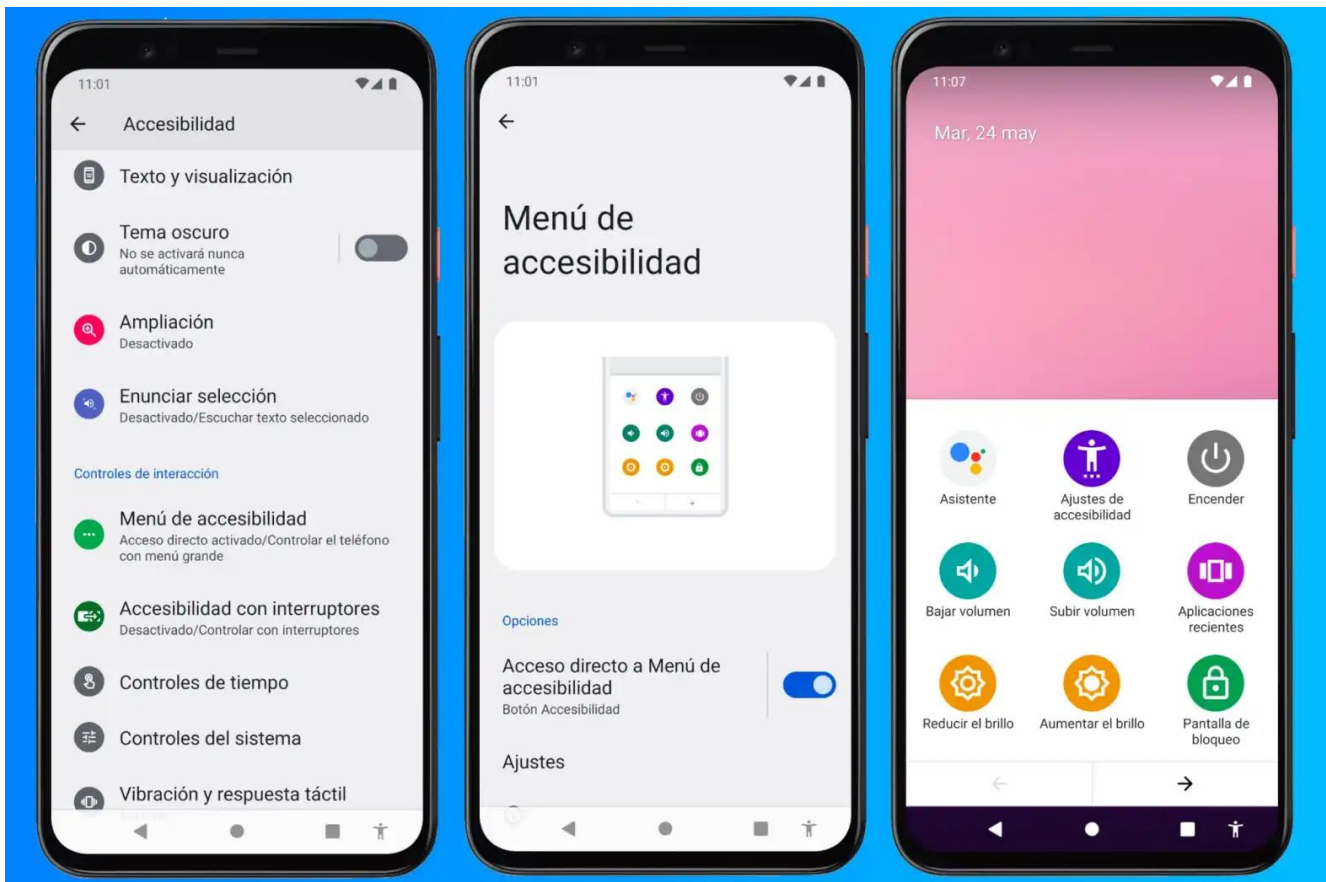 11:01
Accesibilidad
Texto y visualización
Tema oscuro
No se activará nunca
automáticamente
Ampliación
Desactivado
Enunciar selección
Desactivado/Escuchar texto seleccionado
Controles de interacción
Menú de accesibilidad
Acceso directo activado/Controlar el teléfono
con menú grande
Accesibilidad con interruptores
Desactivado/Controlar con interruptores
Controles de tiempo
Controles del sistema
Vibración y respuesta táctil
11:01
Menú de
accesibilidad
Opciones
Acceso directo a Menú de
accesibilidad
Botón Accesibilidad
Ajustes
11:07
Mar, 24 may
Asistente
Ajustes de
accesibilidad
Encender
Bajar volumen
Subir volumen
Aplicaciones
recientes
Reducir el brillo
Aumentar el brillo
Pantalla de
bloqueo